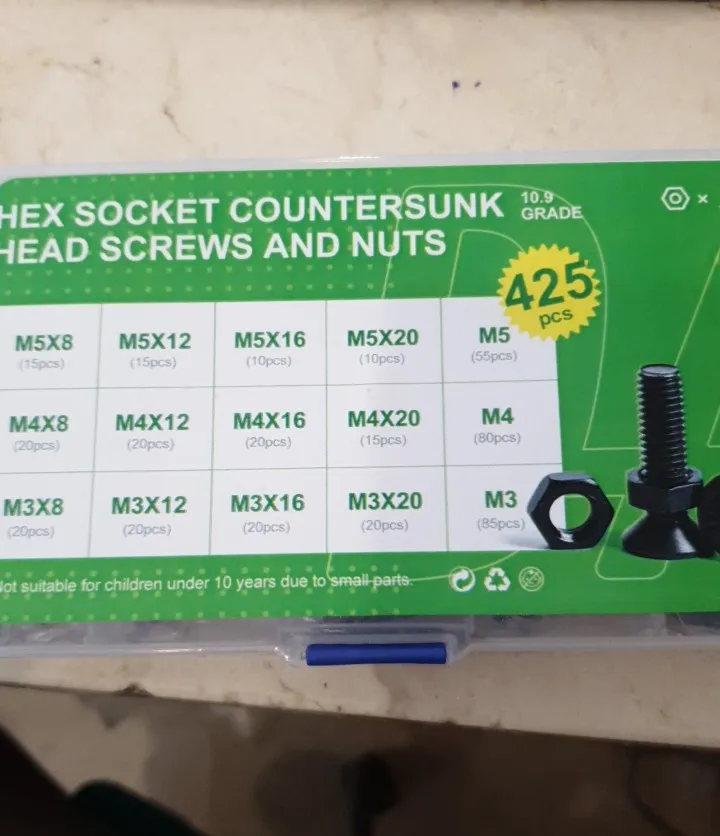 HEX SOCKET COUNTERSUNK
HEAD SCREWS AND NUTS
10.9
GRADE
×
425
pcs
M5X8 M5X12 M5X16 M5X20 M5
(15pcs) (15pcs) (10pcs) (10pcs) (55pcs)
M4X8 M4X12 M4X16 M4X20 M4
(20pcs) (20pcs) (20pcs) (15pcs) (80pcs)
M3X8 M3X12 M3X16 M3X20 M3
(20pcs) (20pcs) (20pcs) (20pcs) (85pcs)
Not suitable for children under 10 years due to small parts.